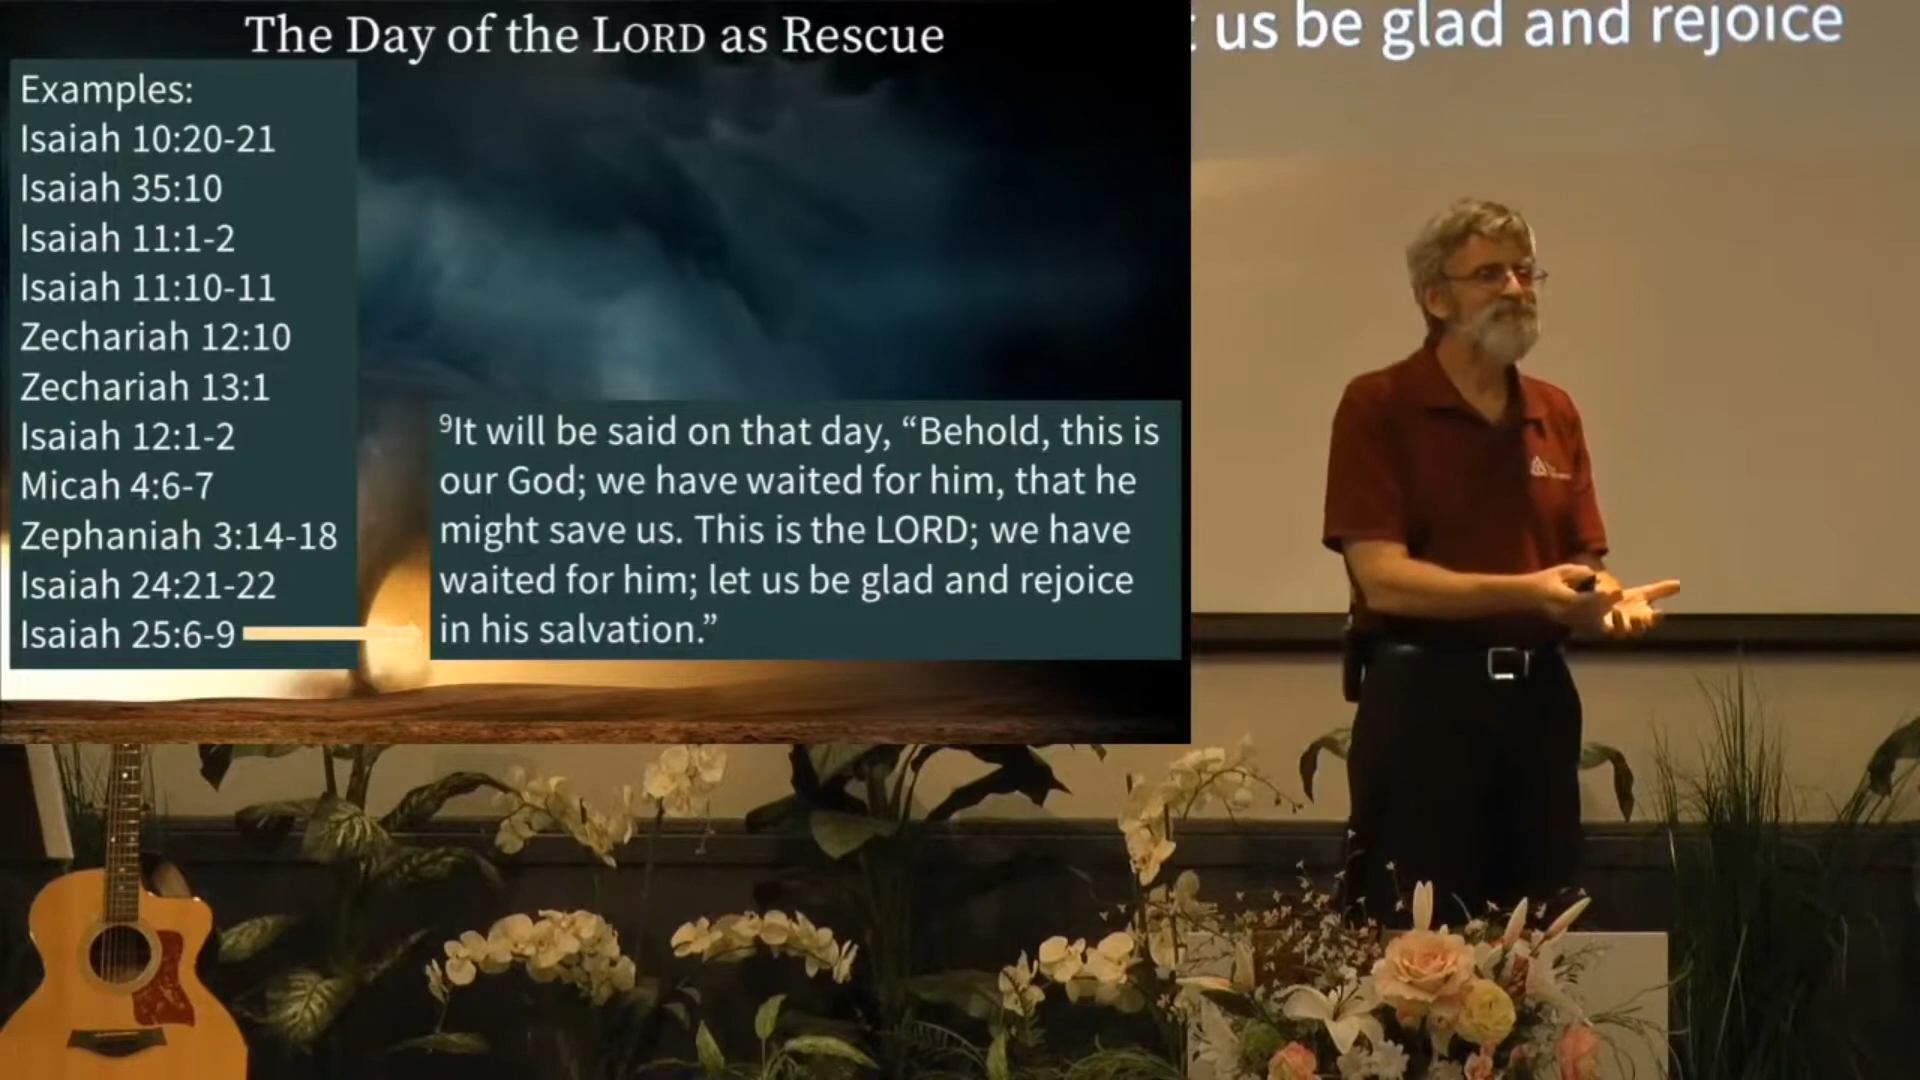 The Day of the LORD as Rescue
Examples:
Isaiah 10:20-21
Isaiah 35:10
Isaiah 11:1-2
Isaiah 11:10-11
Zechariah 12:10
Zechariah 13:1
Isaiah 12:1-2
Micah 4:6-7
Zephaniah 3:14-18
Isaiah 24:21-22
Isaiah 25:6-9
⁹It will be said on that day, “Behold, this is
our God; we have waited for him, that he
might save us. This is the LORD; we have
waited for him; let us be glad and rejoice
in his salvation.”
us be glad and rejoice